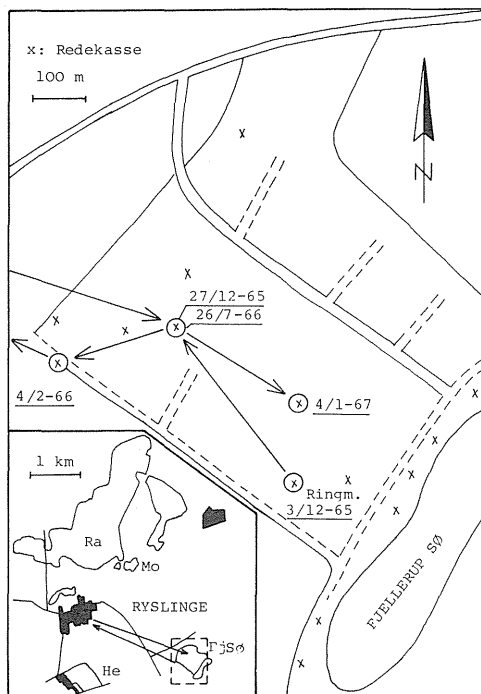 x: Redekasse
100 m
N
27/12-65
26/7-66
4/2-66
4/1-67
Ringm.
3/12-65
FJELLERUP SØ
1 km
Ra
Mo
RYSLINGE
FjSø
He